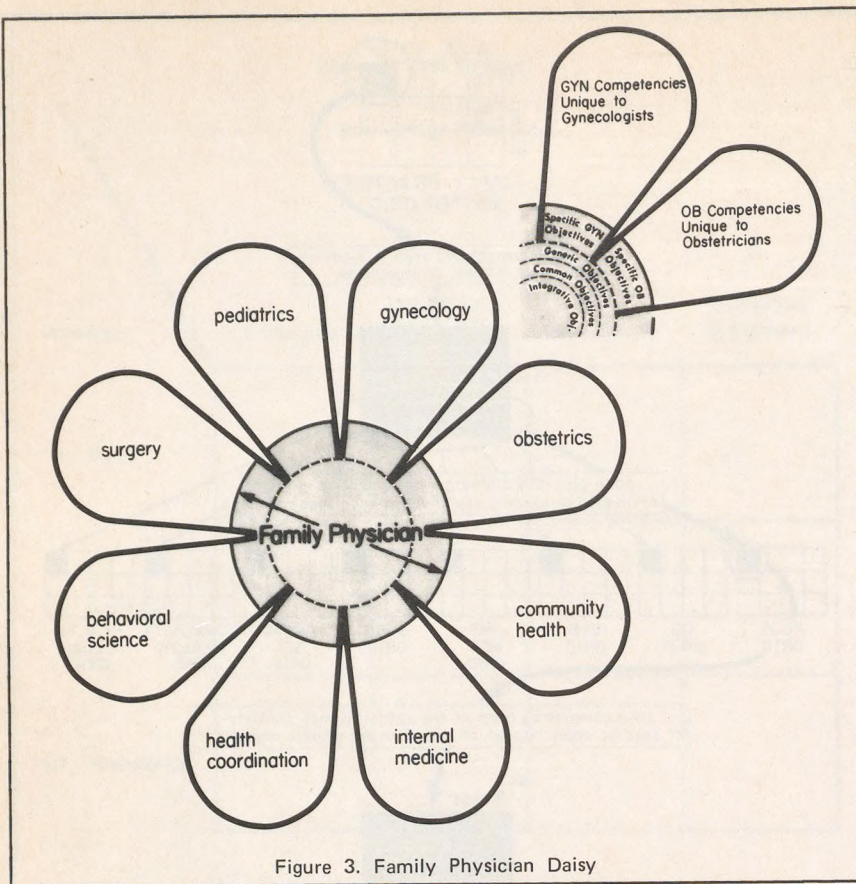 GYN Competencies
Unique to
Gynecologists
OB Competencies
Unique to
Obstetricians
Specific GYN
Objectives
Specific OB
Objectives
Generic Objectives
Common Objectives
Integrative Obj.
pediatrics
gynecology
surgery
obstetrics
Family Physician
behavioral
science
community
health
health
coordination
internal
medicine
Figure 3. Family Physician Daisy